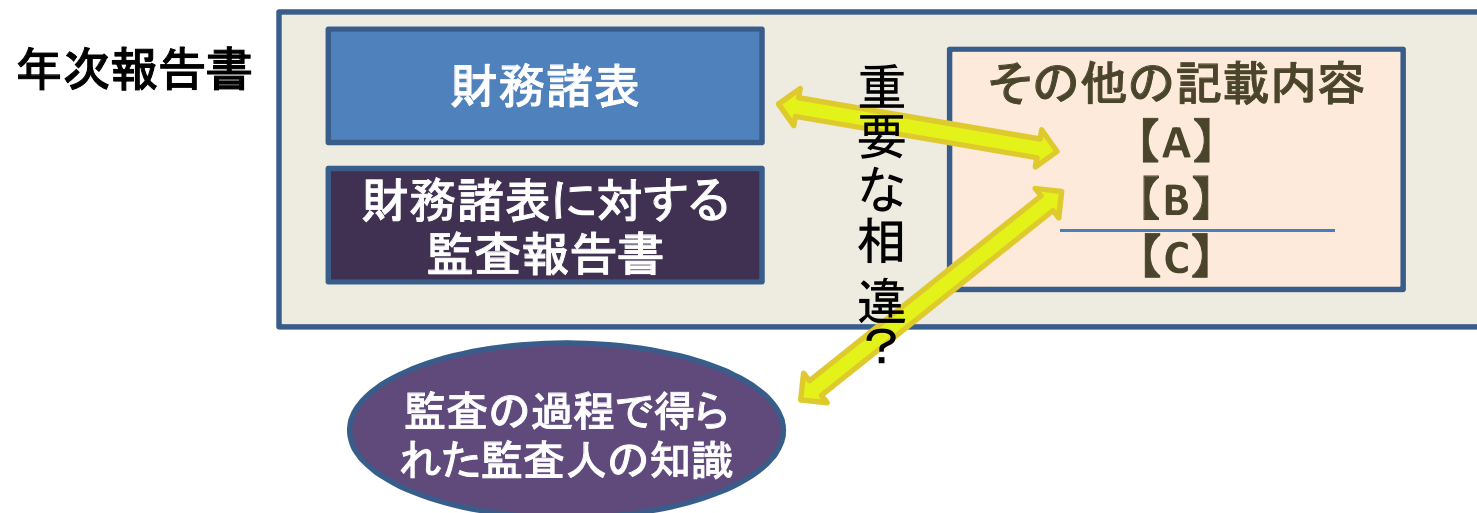 年次報告書
財務諸表
財務諸表に対する
監査報告書
重要な相違?
その他の記載内容
【A】
【B】
【C】
監査の過程で得ら
れた監査人の知識